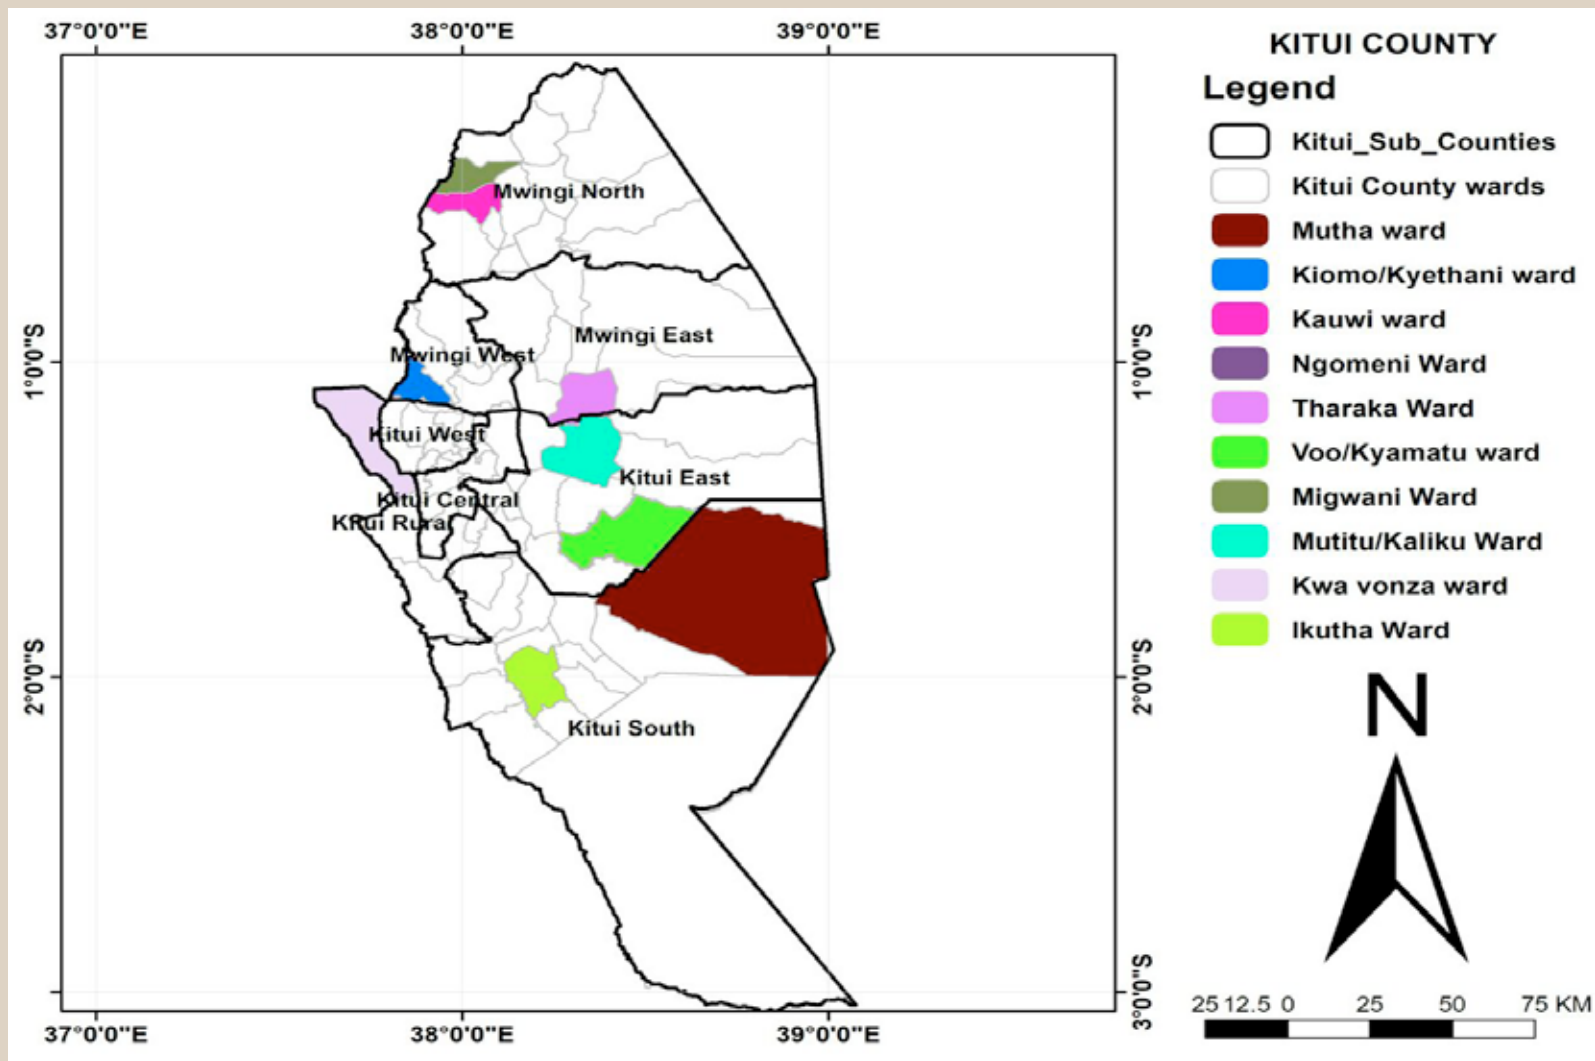 37°0'0"E 38°0'0"E 39°0'0"E
KITUI COUNTY
Legend
Kitui_Sub_Counties
Kitui County wards
Mutha ward
Kiomo/Kyethani ward
Kauwi ward
Ngomeni Ward
Tharaka Ward
Voo/Kyamatu ward
Migwani Ward
Mutitu/Kaliku Ward
Kwa vonza ward
Ikutha Ward
N
25 12.5 0 25 50 75 KM
Mwingi North
Mwingi East
Mwingi West
Kitui West
Kitui East
Kitui Central
Kitui Rural
Kitui South
1°0'0"S
2°0'0"S
1°0'0"S
2°0'0"S
3°0'0"S
37°0'0"E 38°0'0"E 39°0'0"E